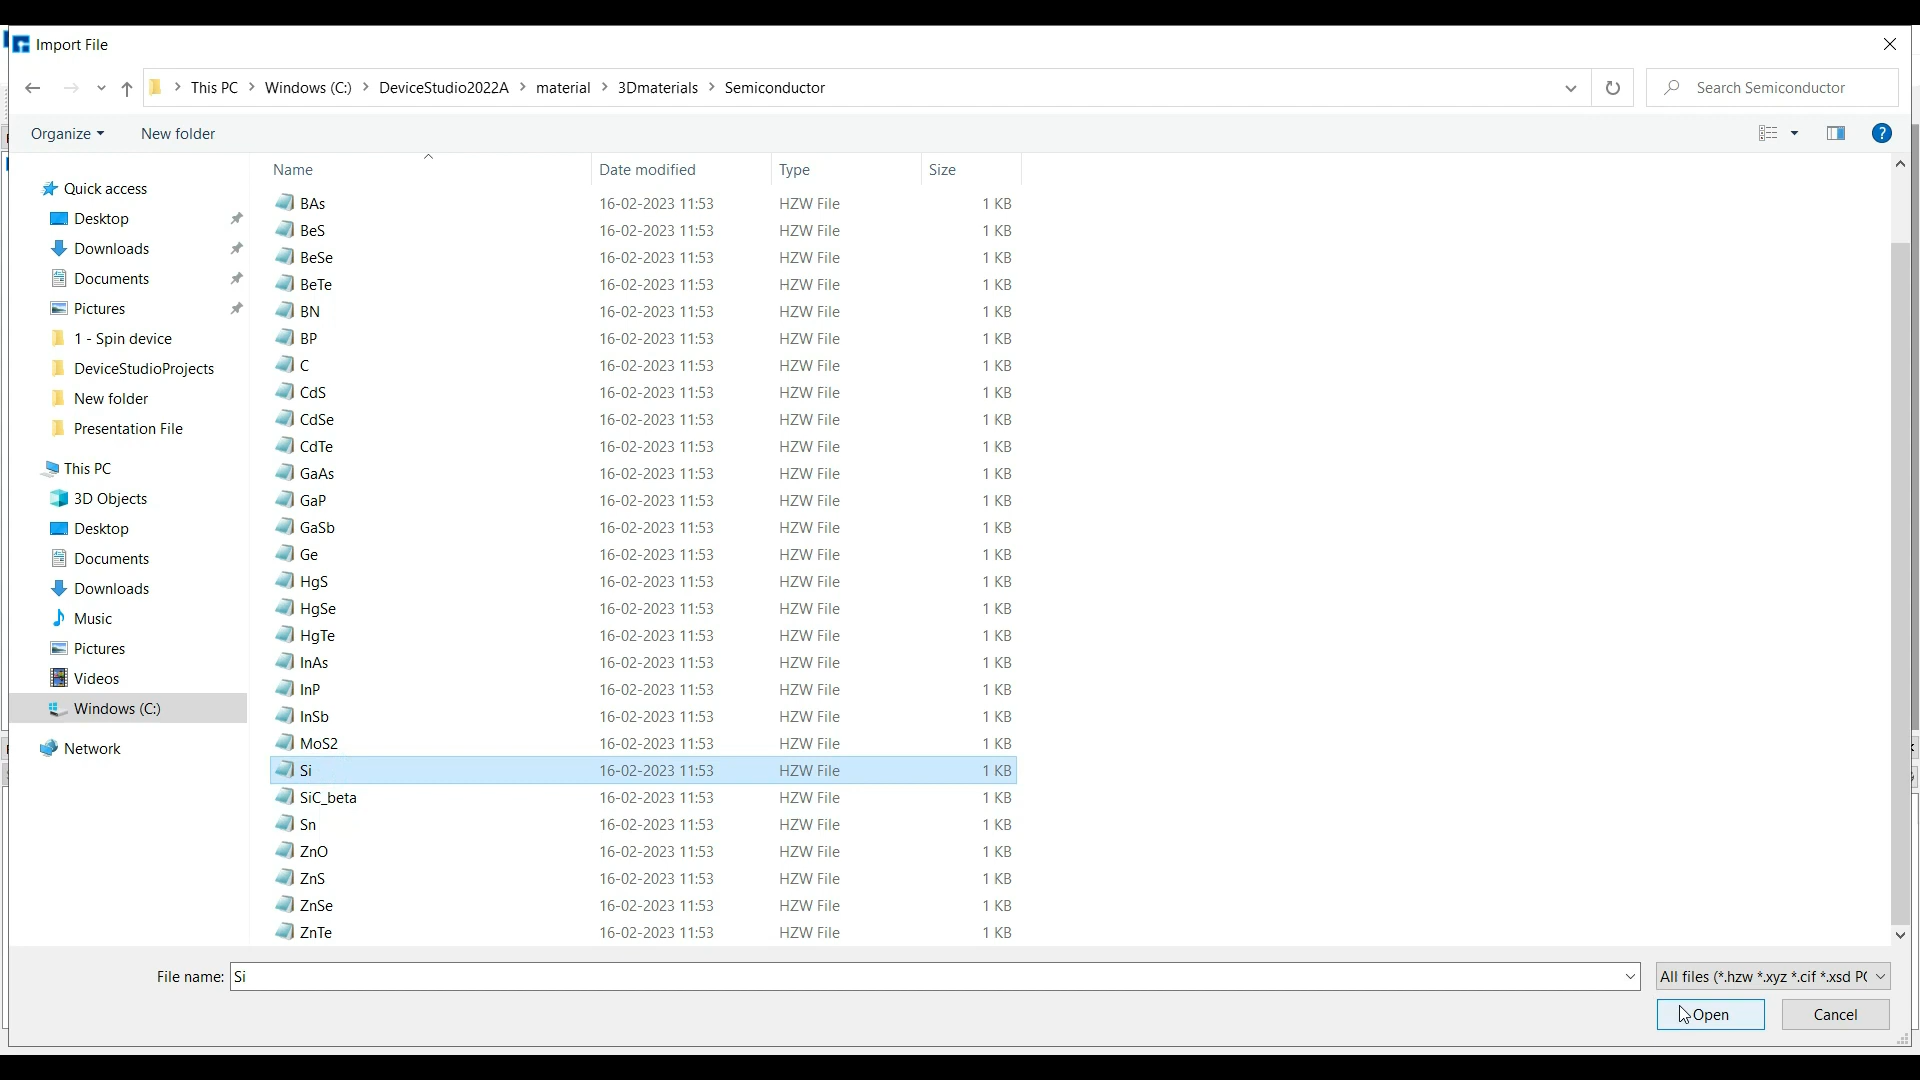 Import File
This PC > Windows (C:) > DeviceStudio2022A > material > 3Dmaterials > Semiconductor
Search Semiconductor
Organize
New folder
Name Date modified Type Size
Quick access
Desktop
Downloads
Documents
Pictures
1 - Spin device
DeviceStudioProjects
New folder
Presentation File
This PC
3D Objects
Desktop
Documents
Downloads
Music
Pictures
Videos
Windows (C:)
Network
BAs 16-02-2023 11:53 HZW File 1 KB
BeS 16-02-2023 11:53 HZW File 1 KB
BeSe 16-02-2023 11:53 HZW File 1 KB
BeTe 16-02-2023 11:53 HZW File 1 KB
BN 16-02-2023 11:53 HZW File 1 KB
BP 16-02-2023 11:53 HZW File 1 KB
C 16-02-2023 11:53 HZW File 1 KB
CdS 16-02-2023 11:53 HZW File 1 KB
CdSe 16-02-2023 11:53 HZW File 1 KB
CdTe 16-02-2023 11:53 HZW File 1 KB
GaAs 16-02-2023 11:53 HZW File 1 KB
GaP 16-02-2023 11:53 HZW File 1 KB
GaSb 16-02-2023 11:53 HZW File 1 KB
Ge 16-02-2023 11:53 HZW File 1 KB
HgS 16-02-2023 11:53 HZW File 1 KB
HgSe 16-02-2023 11:53 HZW File 1 KB
HgTe 16-02-2023 11:53 HZW File 1 KB
InAs 16-02-2023 11:53 HZW File 1 KB
InP 16-02-2023 11:53 HZW File 1 KB
InSb 16-02-2023 11:53 HZW File 1 KB
MoS2 16-02-2023 11:53 HZW File 1 KB
Si 16-02-2023 11:53 HZW File 1 KB
SiC_beta 16-02-2023 11:53 HZW File 1 KB
Sn 16-02-2023 11:53 HZW File 1 KB
ZnO 16-02-2023 11:53 HZW File 1 KB
ZnS 16-02-2023 11:53 HZW File 1 KB
ZnSe 16-02-2023 11:53 HZW File 1 KB
ZnTe 16-02-2023 11:53 HZW File 1 KB
File name: Si
All files (*.hzw *.xyz *.cif *.xsd
Open
Cancel